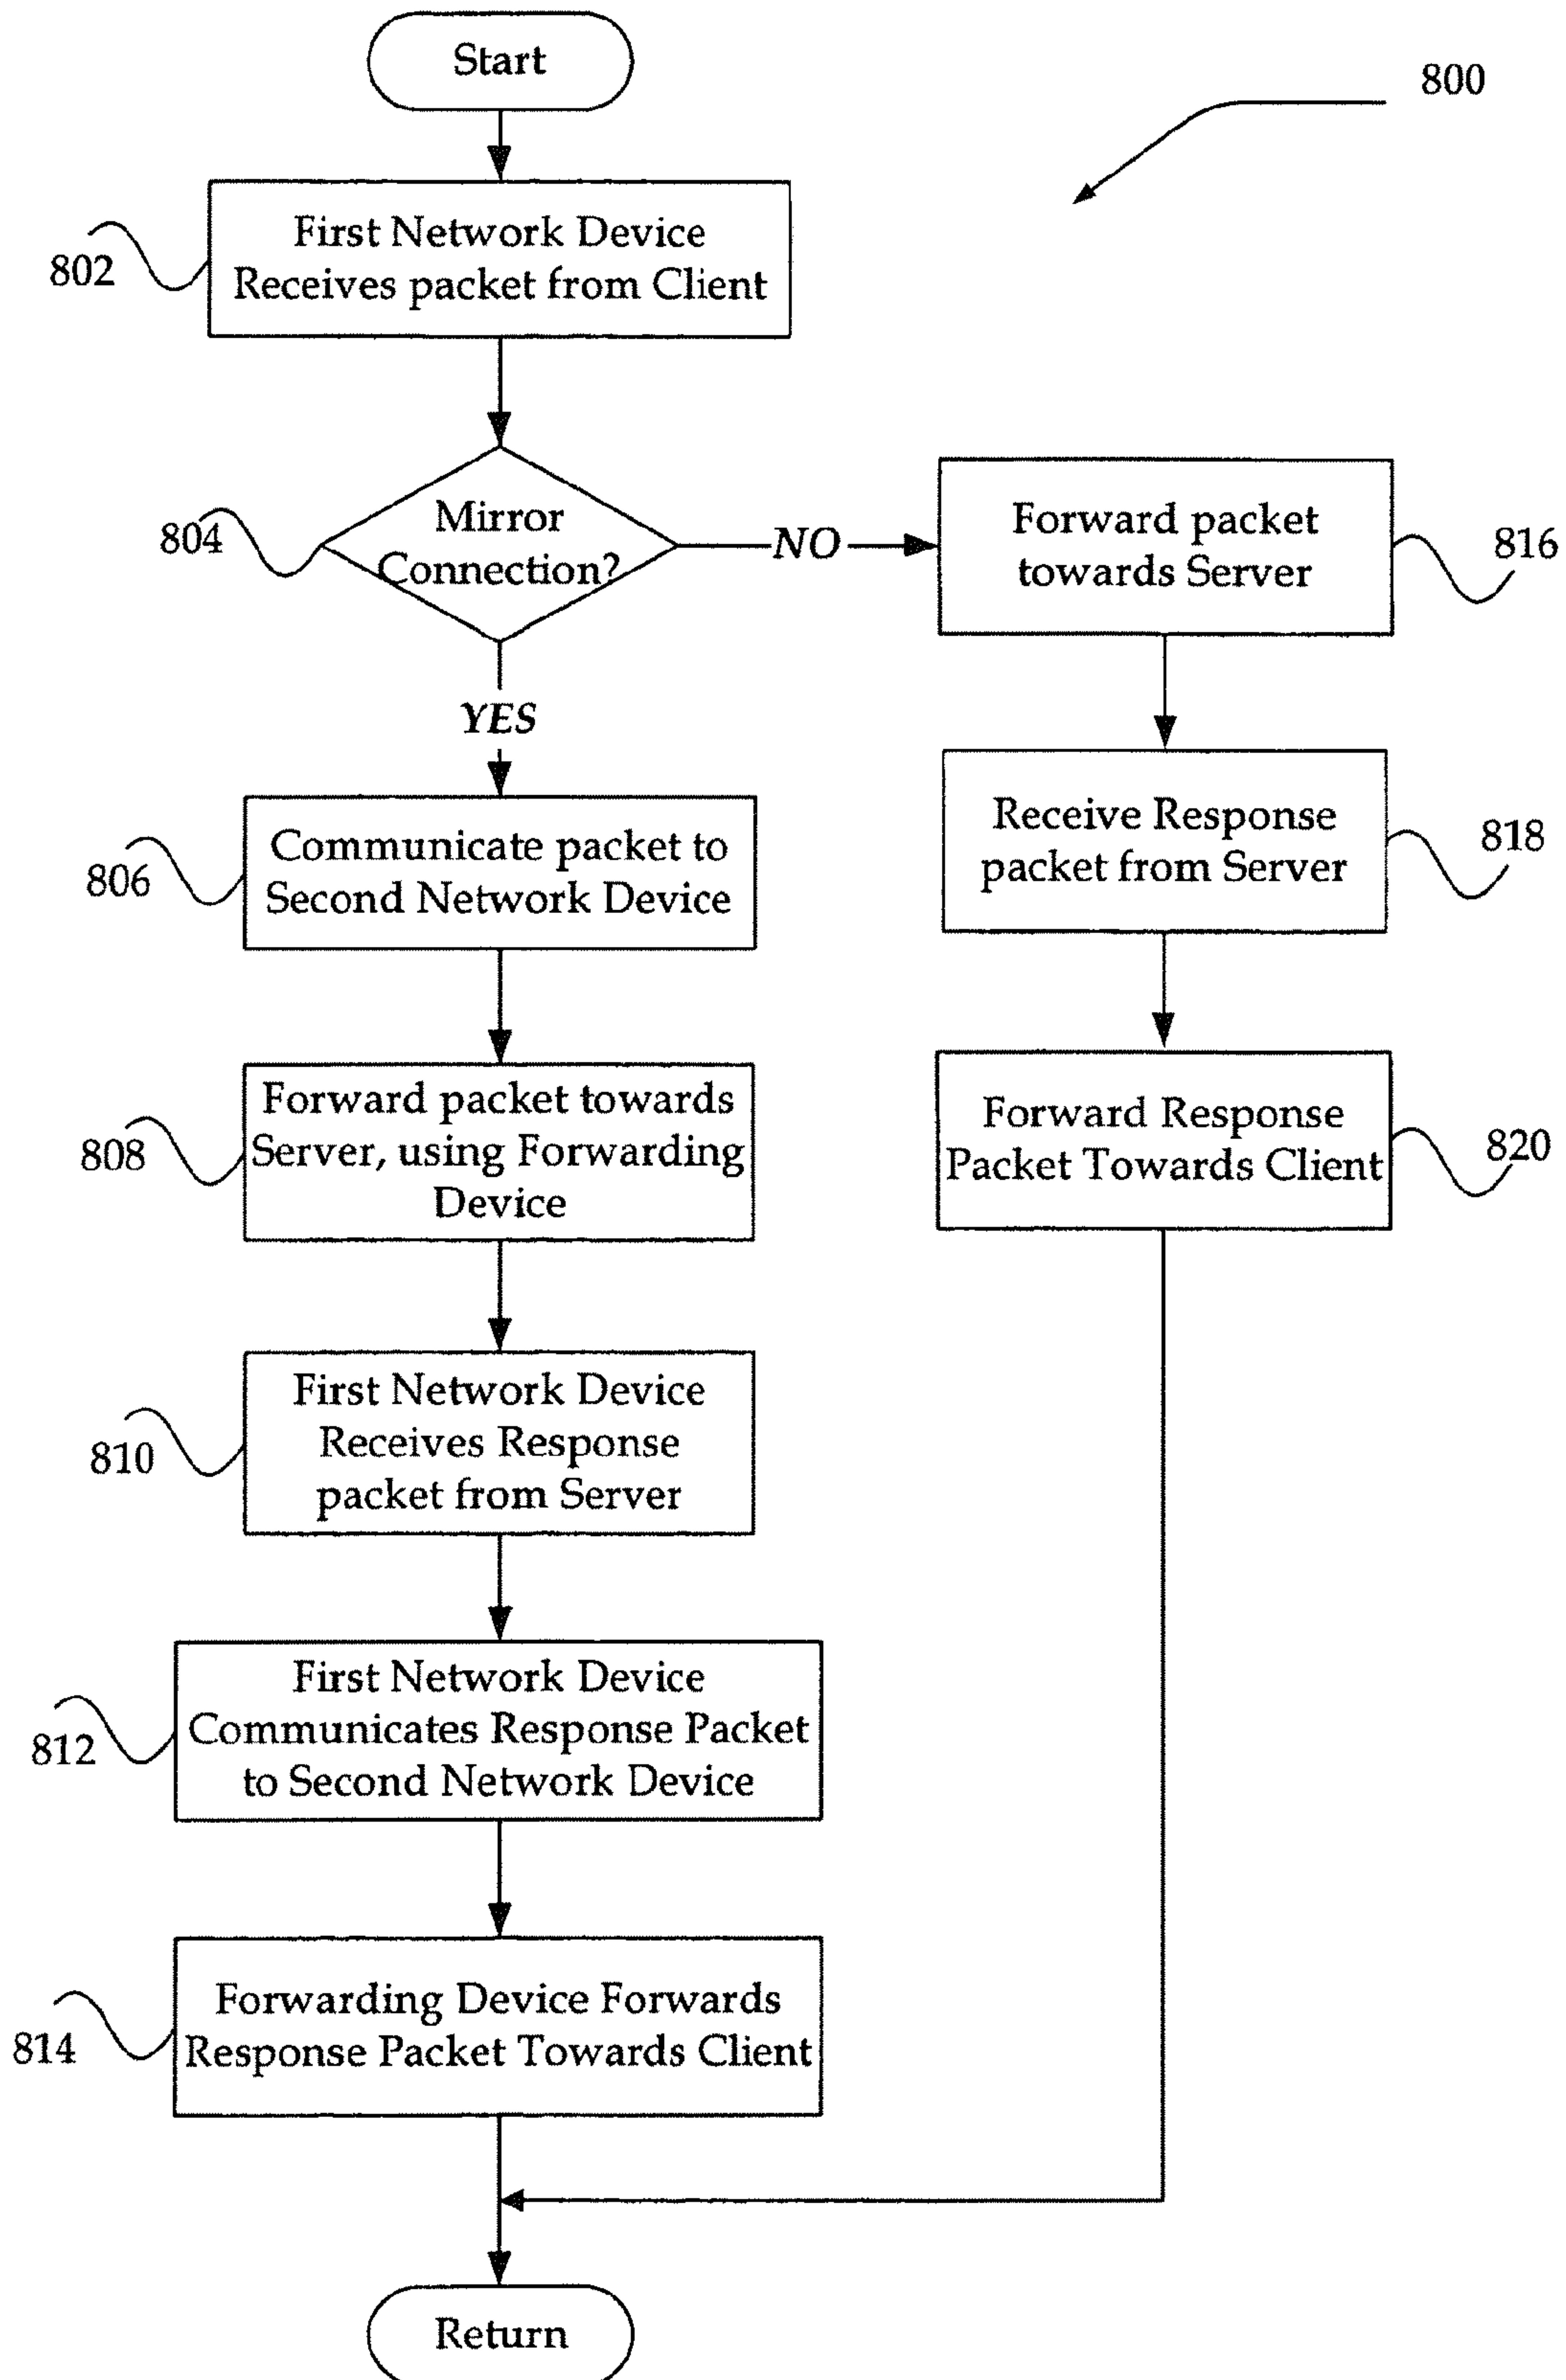 Start
800
802
First Network Device
Receives packet from Client
804
Mirror
Connection?
NO
YES
Forward packet
towards Server
816
806
Communicate packet to
Second Network Device
Receive Response
packet from Server
818
808
Forward packet towards
Server, using Forwarding
Device
Forward Response
Packet Towards Client
820
810
First Network Device
Receives Response
packet from Server
812
First Network Device
Communicates Response Packet
to Second Network Device
814
Forwarding Device Forwards
Response Packet Towards Client
Return